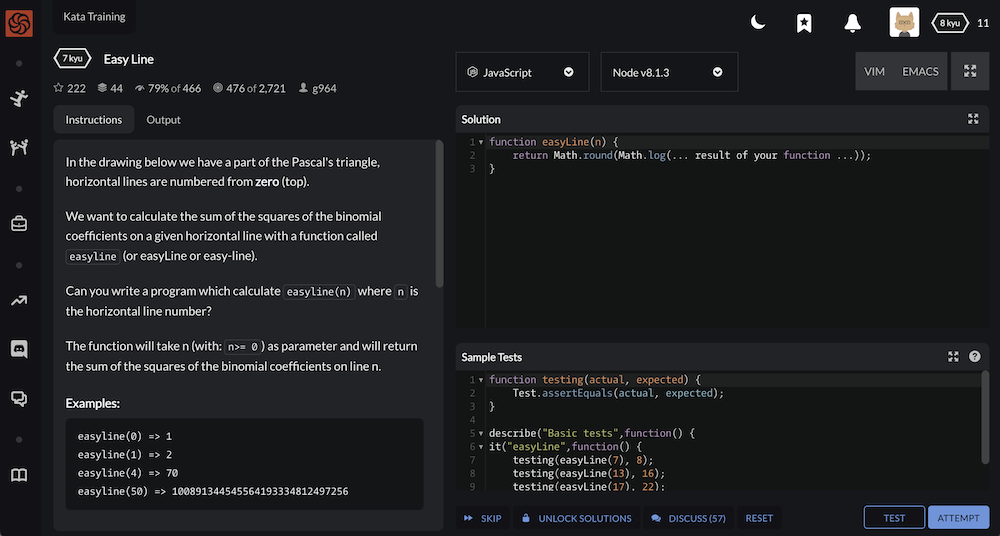 Kata Training
8 kyu
11
7 kyu
Easy Line
222
44
79% of 466
476 of 2,721
g964
Instructions
Output
In the drawing below we have a part of the Pascal's triangle,
horizontal lines are numbered from zero (top).
We want to calculate the sum of the squares of the binomial
coefficients on a given horizontal line with a function called
easyline (or easyLine or easy-line).
Can you write a program which calculate easyline(n) where n is
the horizontal line number?
The function will take n (with: n>= 0 ) as parameter and will return
the sum of the squares of the binomial coefficients on line n.
Examples:
easyline(0) => 1
easyline(1) => 2
easyline(4) => 70
easyline(50) => 100891344545564193334812497256
JavaScript
Node v8.1.3
VIM
EMACS
Solution
1 function easyLine(n) {
2 return Math.round(Math.log(... result of your function ...));
3 }
Sample Tests
?
1 function testing(actual, expected) {
2 Test.assertEquals(actual, expected);
3 }
4
5 describe("Basic tests",function() {
6 it("easyLine",function() {
7 testing(easyLine(7), 8);
8 testing(easyLine(13), 16);
9 testing(easyLine(17), 22);
SKIP
UNLOCK SOLUTIONS
DISCUSS (57)
RESET
TEST
ATTEMPT